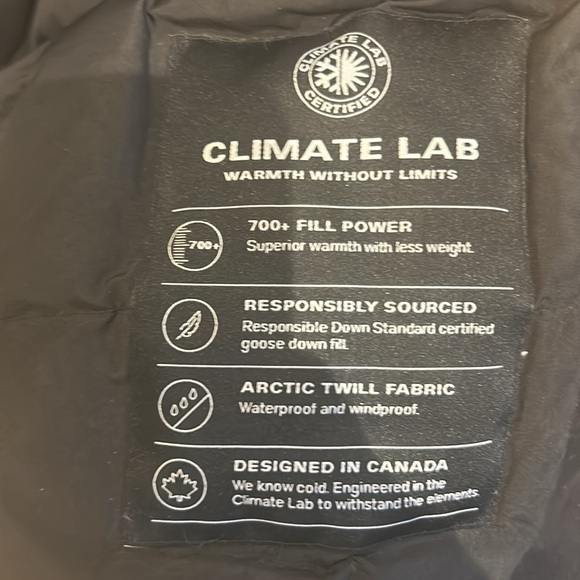 CLIMATE LAB
CERTIFIED
CLIMATE LAB
WARMTH WITHOUT LIMITS
700+ FILL POWER
-700+
Superior warmth with less weight.
RESPONSIBLY SOURCED
Responsible Down Standard certified
goose down fill.
ARCTIC TWILL FABRIC
Waterproof and windproof.
DESIGNED IN CANADA
We know cold. Engineered in the
Climate Lab to withstand the elements.